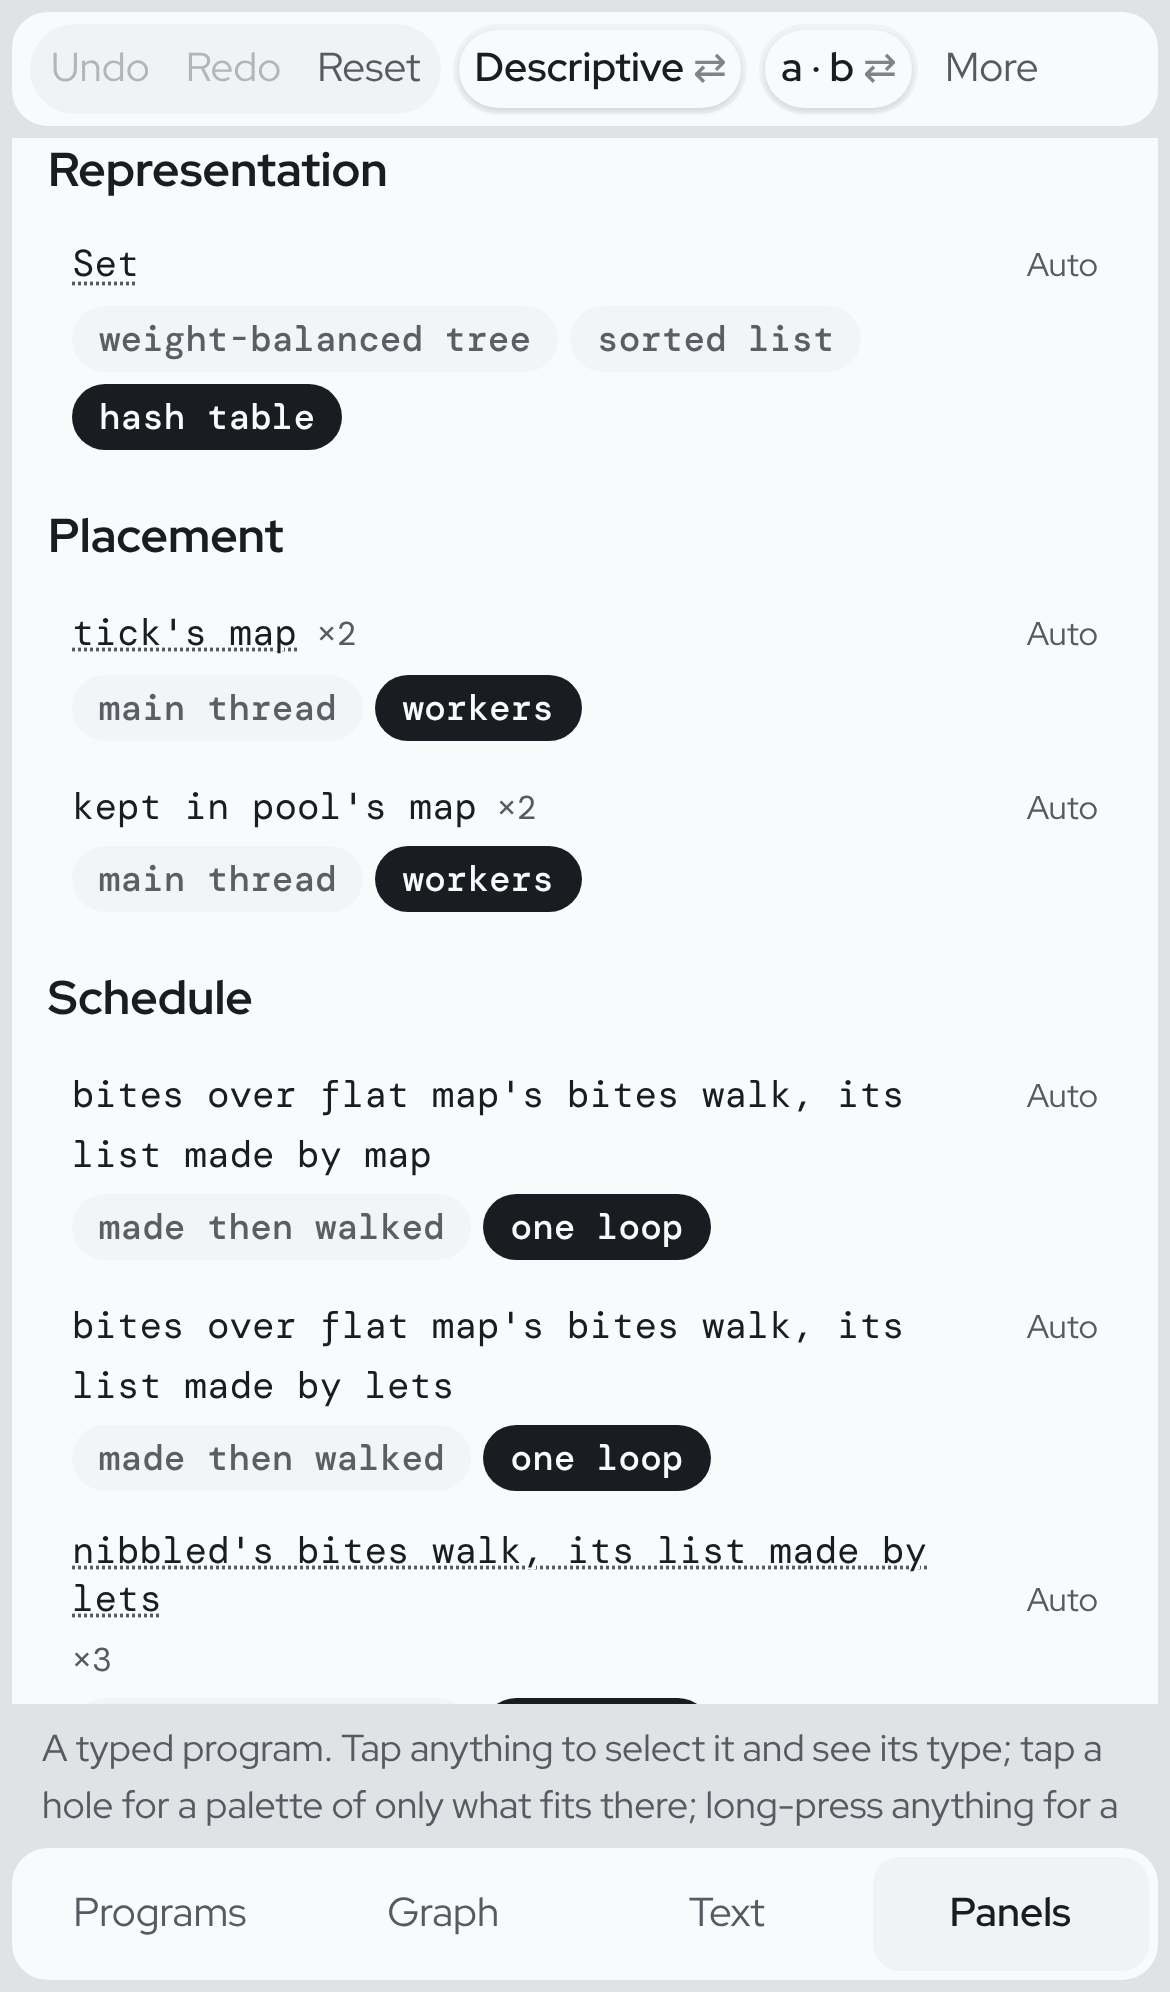 Undo Redo Reset Descriptive ⇄ a · b ⇄ More
Representation
Set Auto
weight-balanced tree sorted list
hash table
Placement
tick's map ×2 Auto
main thread workers
kept in pool's map ×2 Auto
main thread workers
Schedule
bites over flat map's bites walk, its Auto
list made by map
made then walked one loop
bites over flat map's bites walk, its Auto
list made by lets
made then walked one loop
nibbled's bites walk, its list made by
lets Auto
×3
A typed program. Tap anything to select it and see its type; tap a
hole for a palette of only what fits there; long-press anything for a
Programs Graph Text Panels